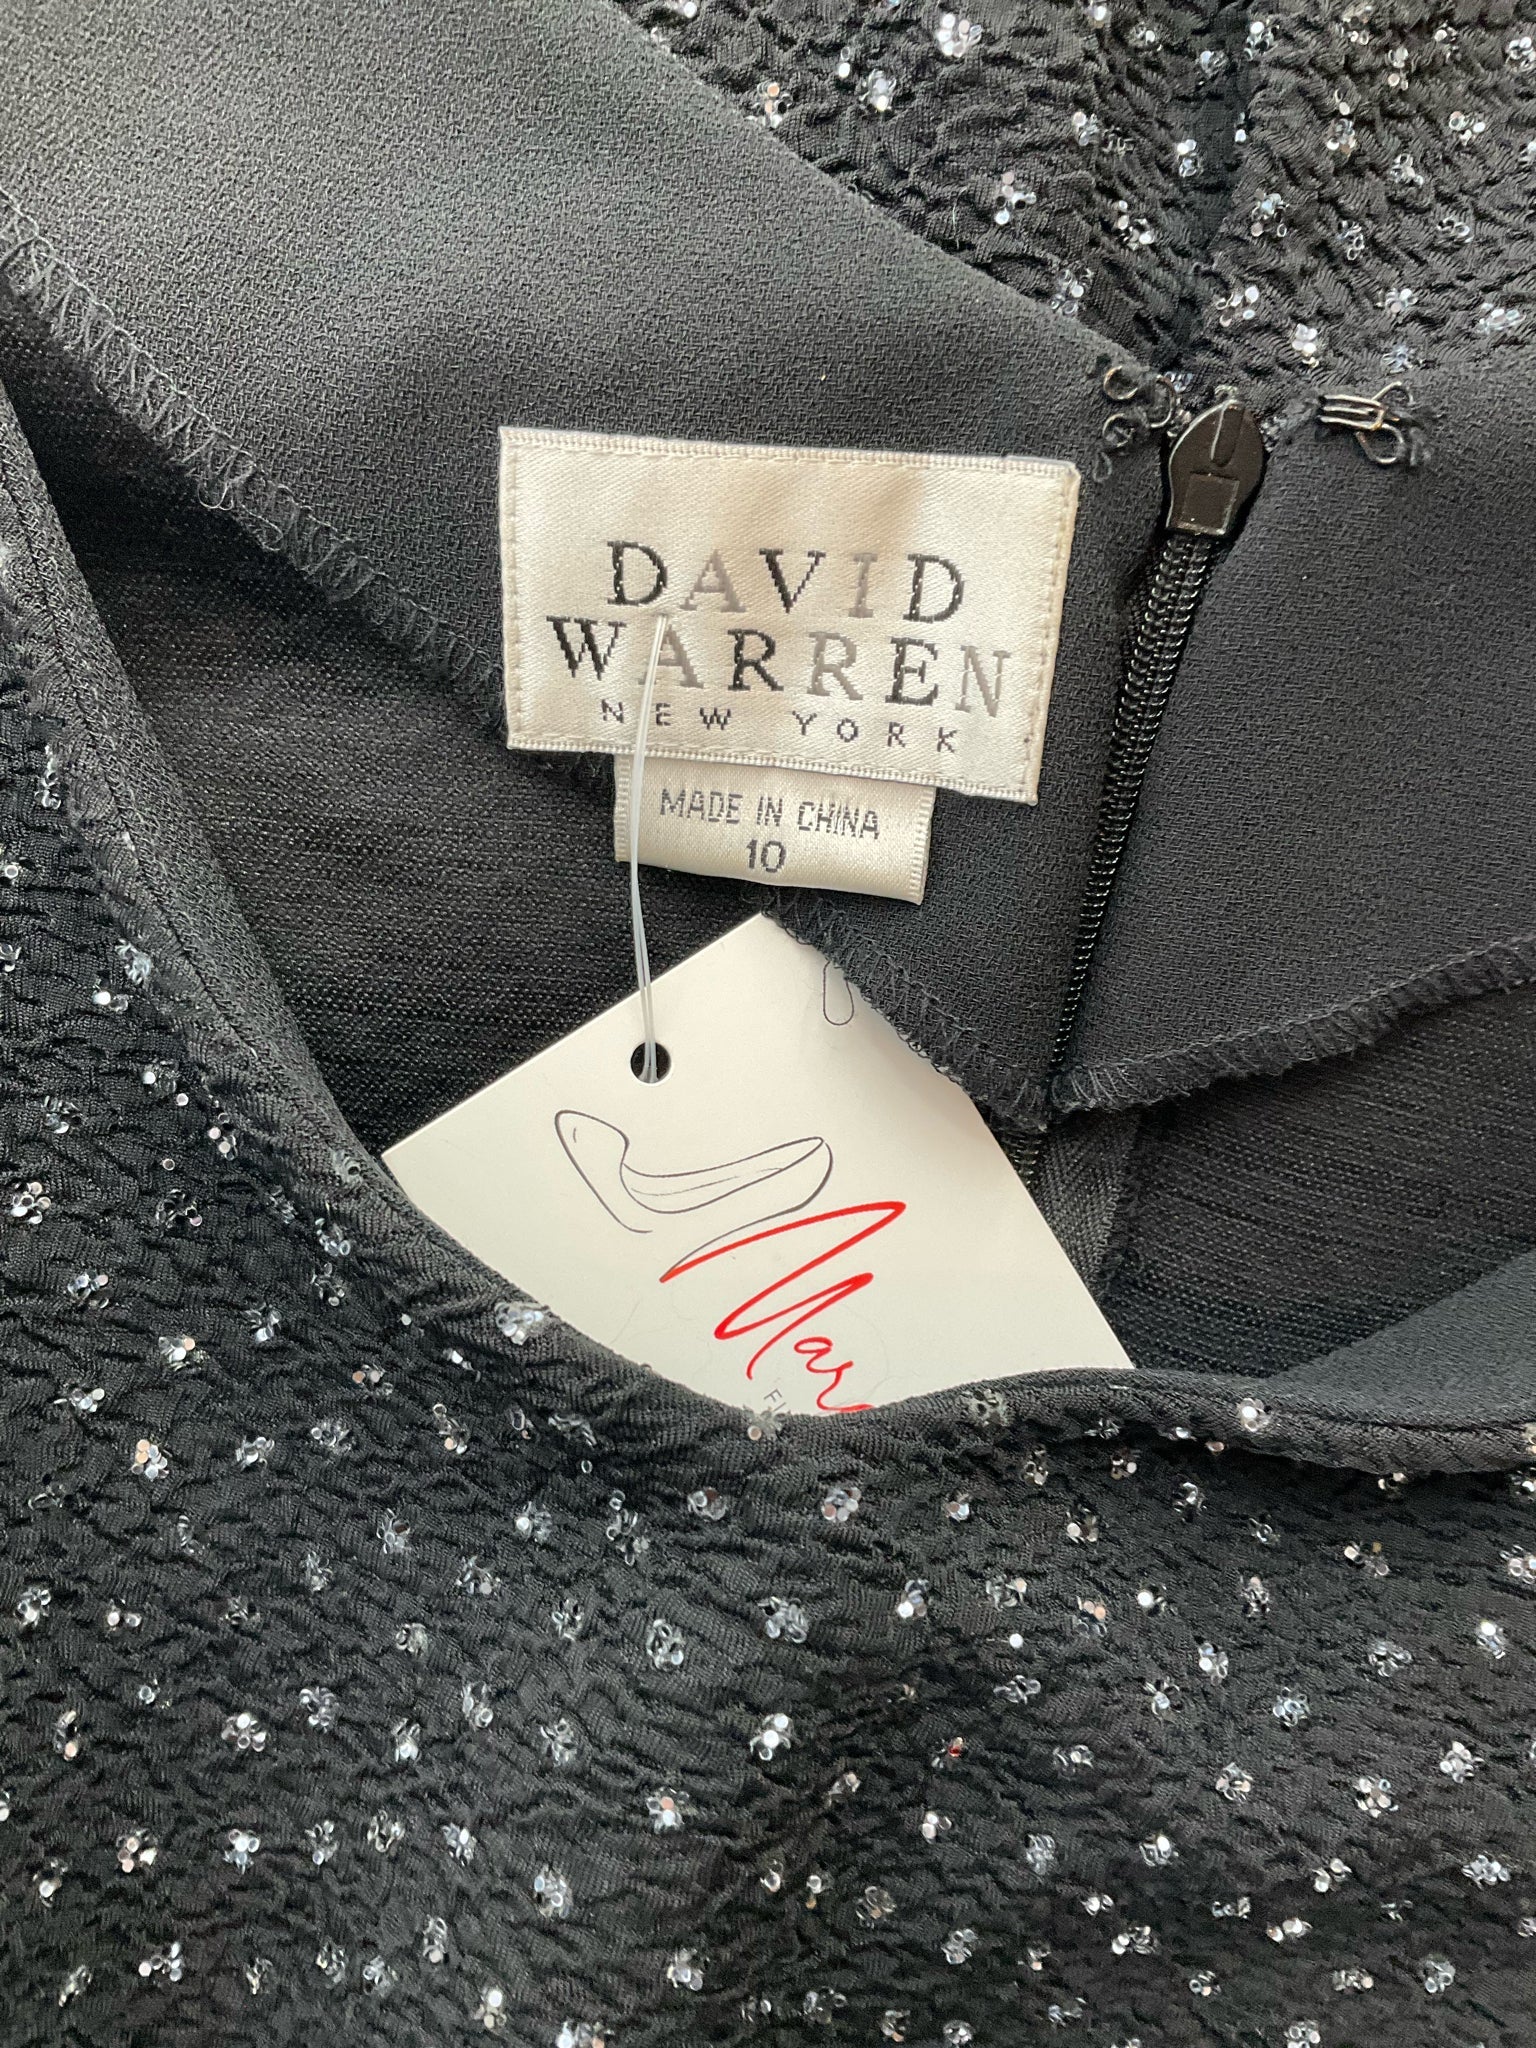 DAVID
WARREN
NEW YORK
MADE IN CHINA
10